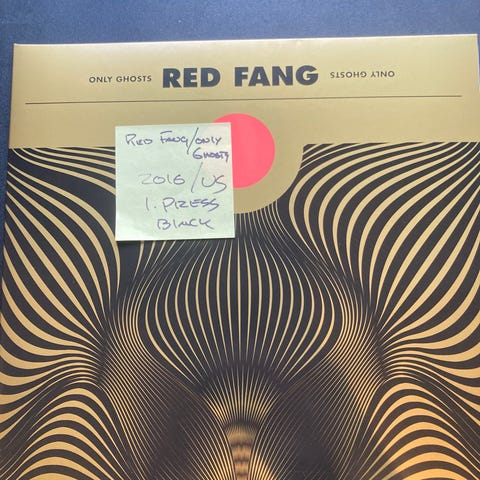 ONLY GHOSTS RED FANG ONLY GHOSTS
RED FANG/ONLY
GHOSTS
2016/US
1. PRESS
BLACK